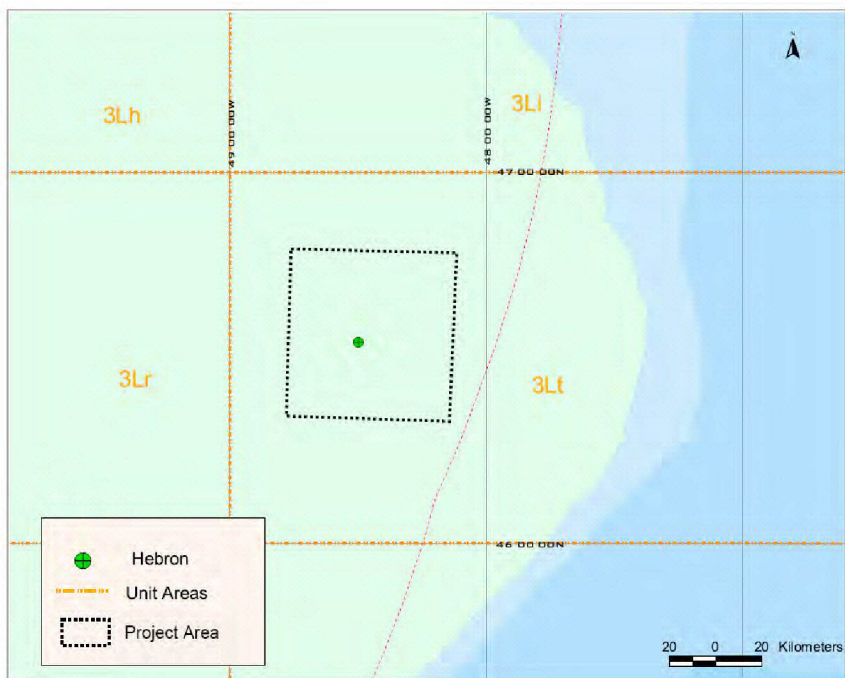 N
3Lh
49 00 00W
48 00 00W
3Li
47 00 00N
3Lr
3Lt
46 00 00N
Hebron
Unit Areas
Project Area
20 0 20 Kilometers